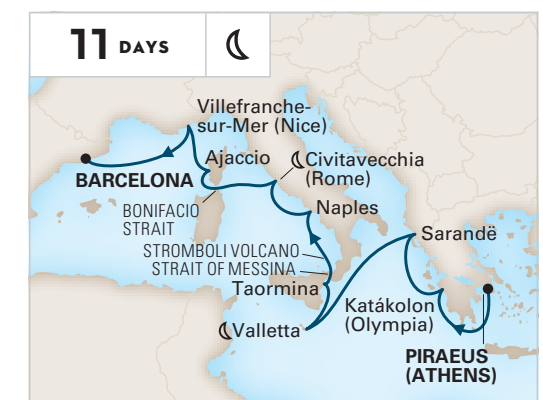 11 DAYS
Villefranche-
sur-Mer (Nice)
Ajaccio
Civitavecchia
(Rome)
BARCELONA
BONIFACIO
STRAIT
Naples
Sarandë
STROMBOLI VOLCANO
STRAIT OF MESSINA
Taormina
Katákolon
(Olympia)
Valletta
PIRAEUS
(ATHENS)